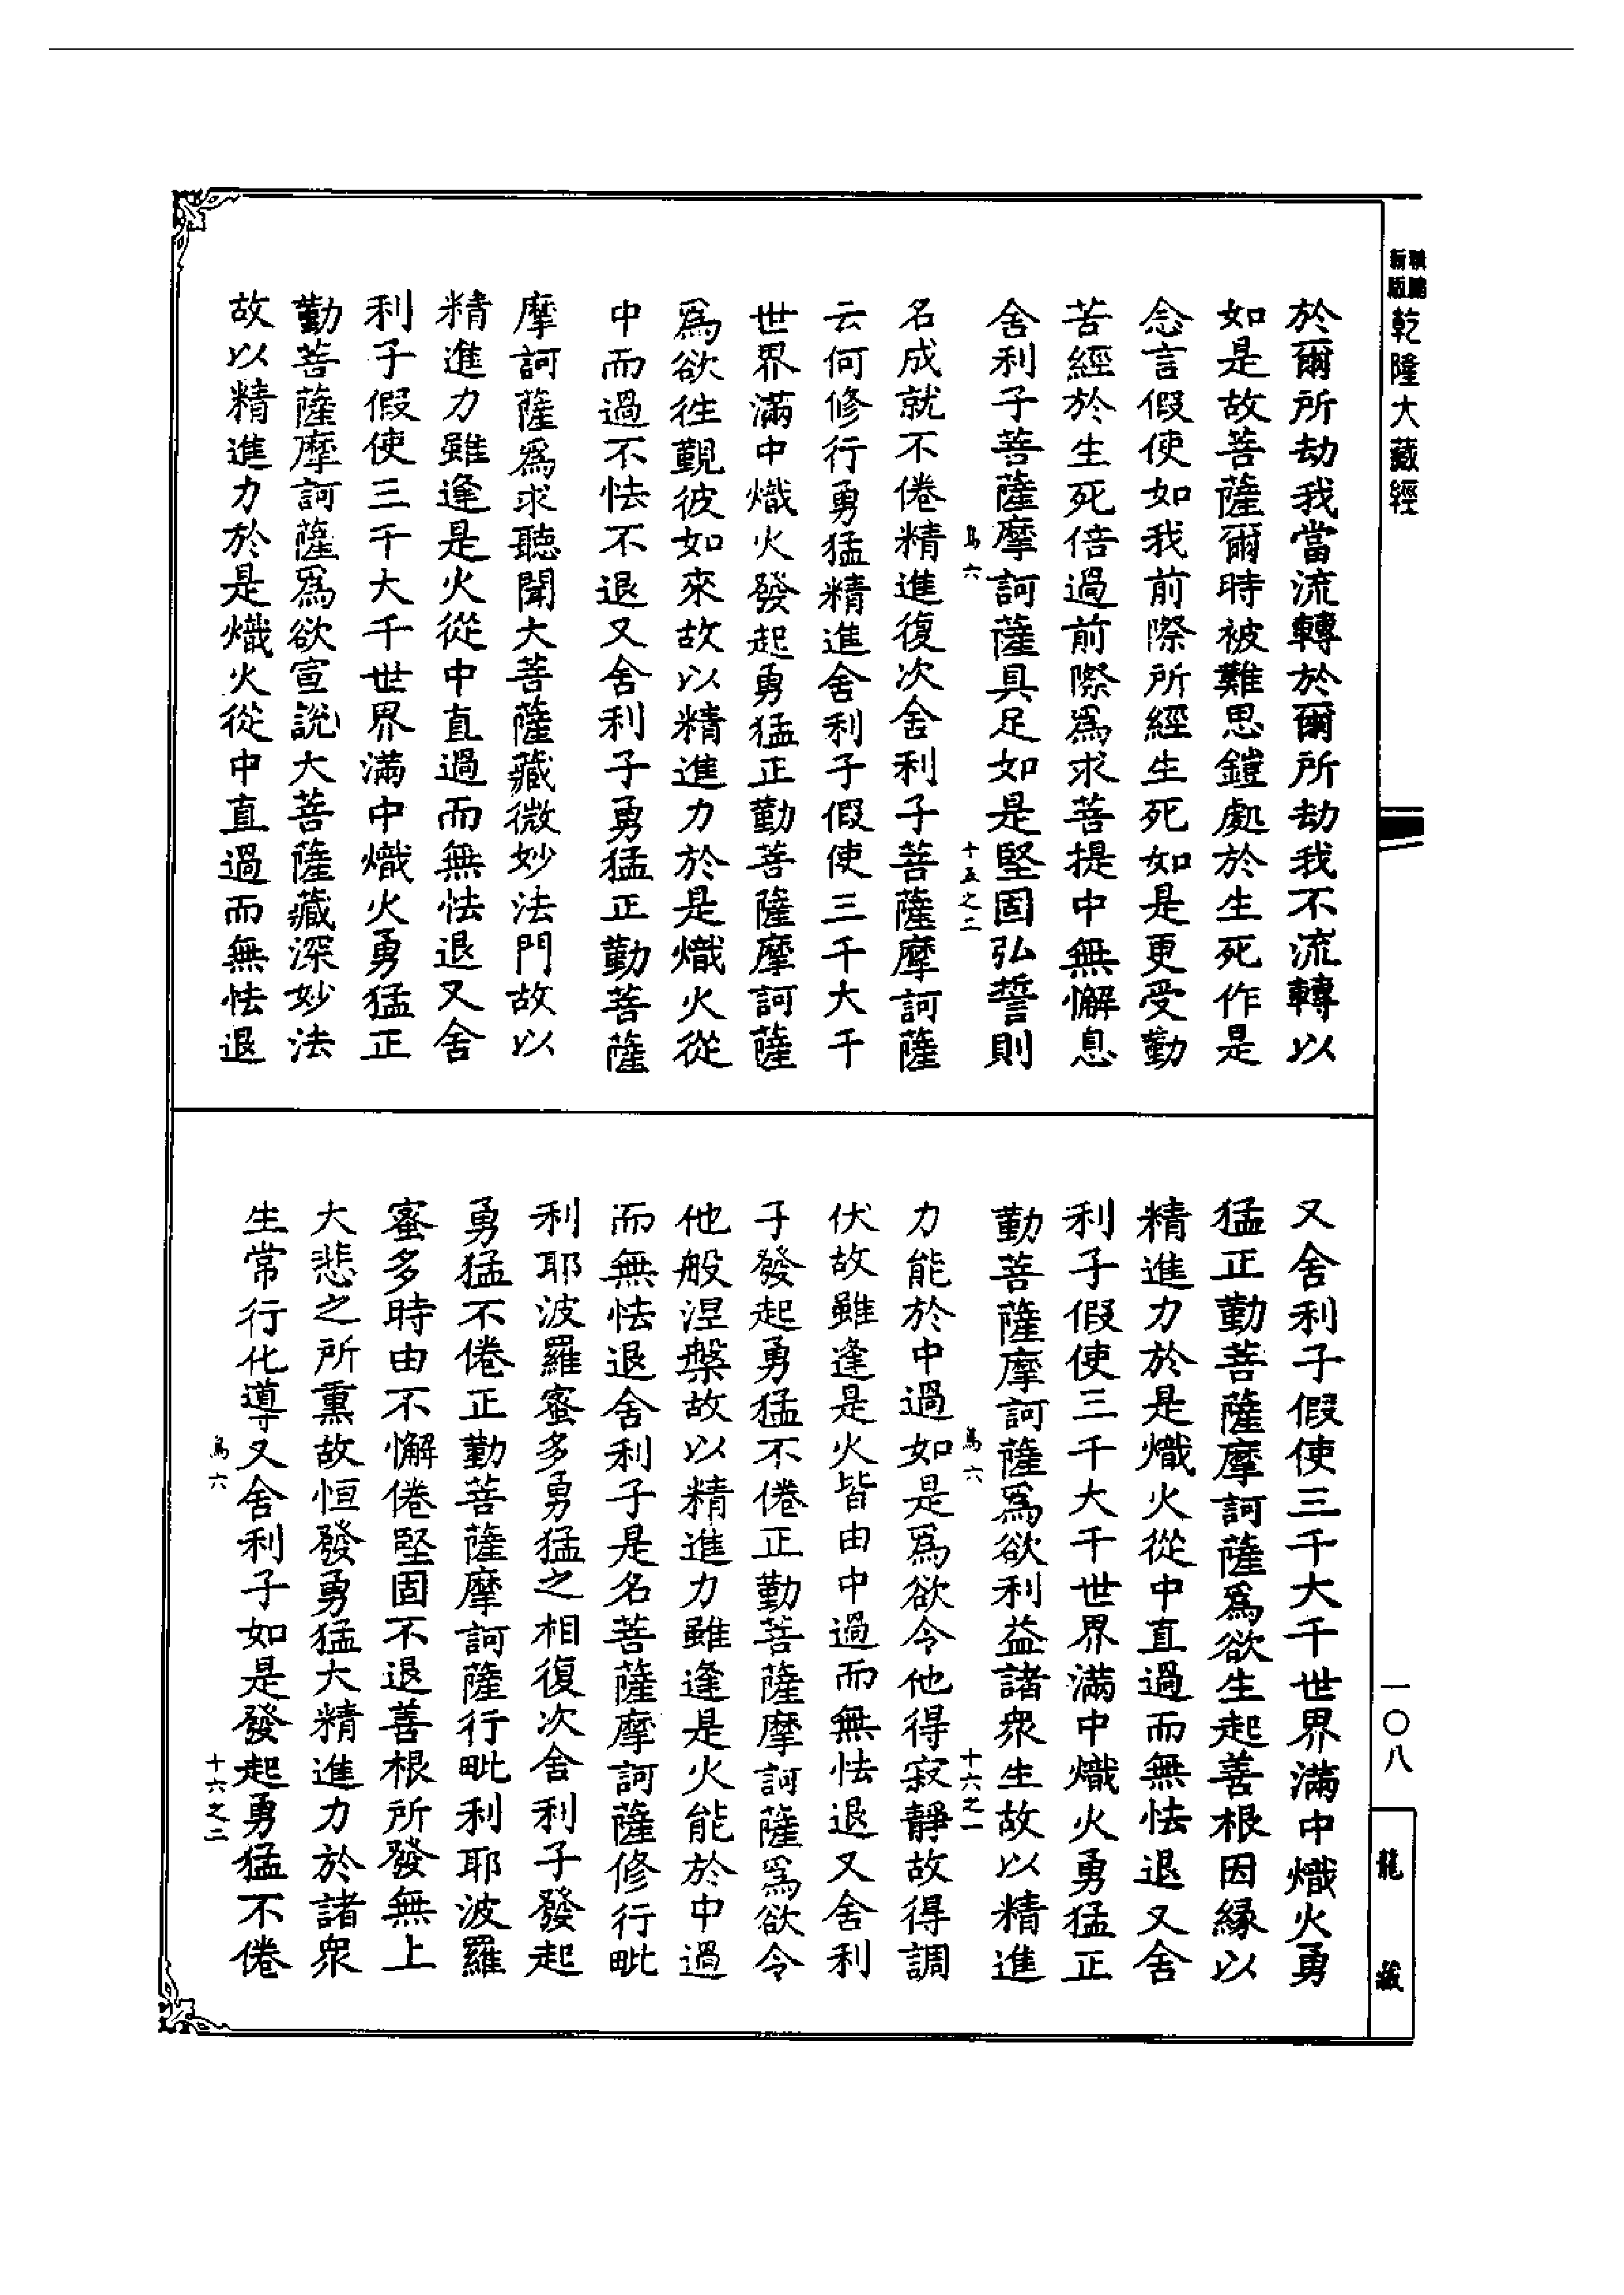 新版
乾隆大藏經
於爾所劫我當流轉於爾所劫我不流轉以
如是故菩薩爾時被難思鎧處於生死作是
念言假使如我前際所經生死如是更受勤
苦經於生死倍過前際為求菩提中無懈息
舍利子菩薩摩訶薩具足如是堅固弘誓則
為六
十五之二
名成就不倦精進復次舍利子菩薩摩訶薩
云何修行勇猛精進舍利子假使三千大千
世界滿中熾火發起勇猛正勤菩薩摩訶薩
為欲往覲彼如來故以精進力於是熾火從
中而過不怯不退又舍利子勇猛正勤菩薩
摩訶薩為求聽聞大菩薩藏微妙法門故以
精進力雖逢是火從中直過而無怯退又舍
利子假使三千大千世界滿中熾火勇猛正
勤菩薩摩訶薩為欲宣說大菩薩藏深妙法
故以精進力於是熾火從中直過而無怯退
又舍利子假使三千大千世界滿中熾火勇
猛正勤菩薩摩訶薩為欲生起善根因緣以
精進力於是熾火從中直過而無怯退又舍
利子假使三千大千世界滿中熾火勇猛正
勤菩薩摩訶薩為欲利益諸眾生故以精進
為六
十六之一
力能於中過如是為欲令他得寂靜故得調
伏故雖逢是火皆由中過而無怯退又舍利
子發起勇猛不倦正勤菩薩摩訶薩為欲令
他般涅槃故以精進力雖逢是火能於中過
而無怯退舍利子是名菩薩摩訶薩修行毗
利耶波羅蜜多勇猛之相復次舍利子發起
勇猛不倦正勤菩薩摩訶薩行毗利耶波羅
蜜多時由不懈倦堅固不退善根所發無上
大悲之所熏故恒發勇猛大精進力於諸眾
生常行化導又舍利子如是發起勇猛不倦
為六
十六之二
一〇八
龍藏